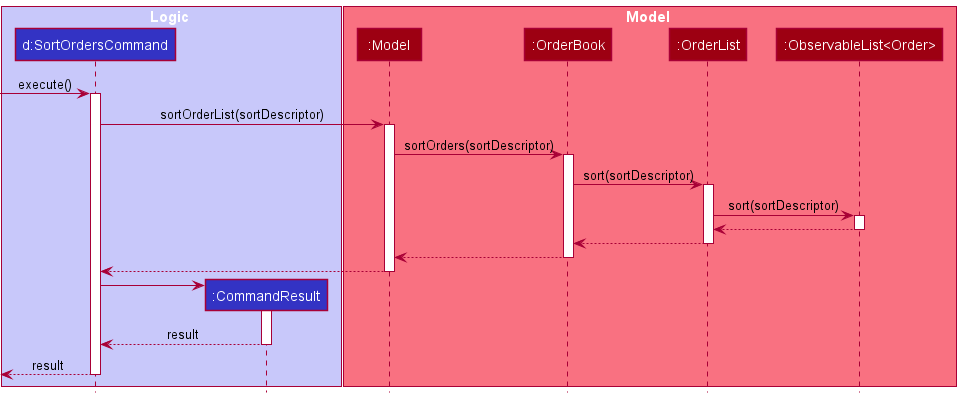 Logic
Model
d:SortOrdersCommand
:Model
:OrderBook
:OrderList
:ObservableList<Order>
execute()
sortOrderList(sortDescriptor)
sortOrders(sortDescriptor)
sort(sortDescriptor)
sort(sortDescriptor)
:CommandResult
result
result